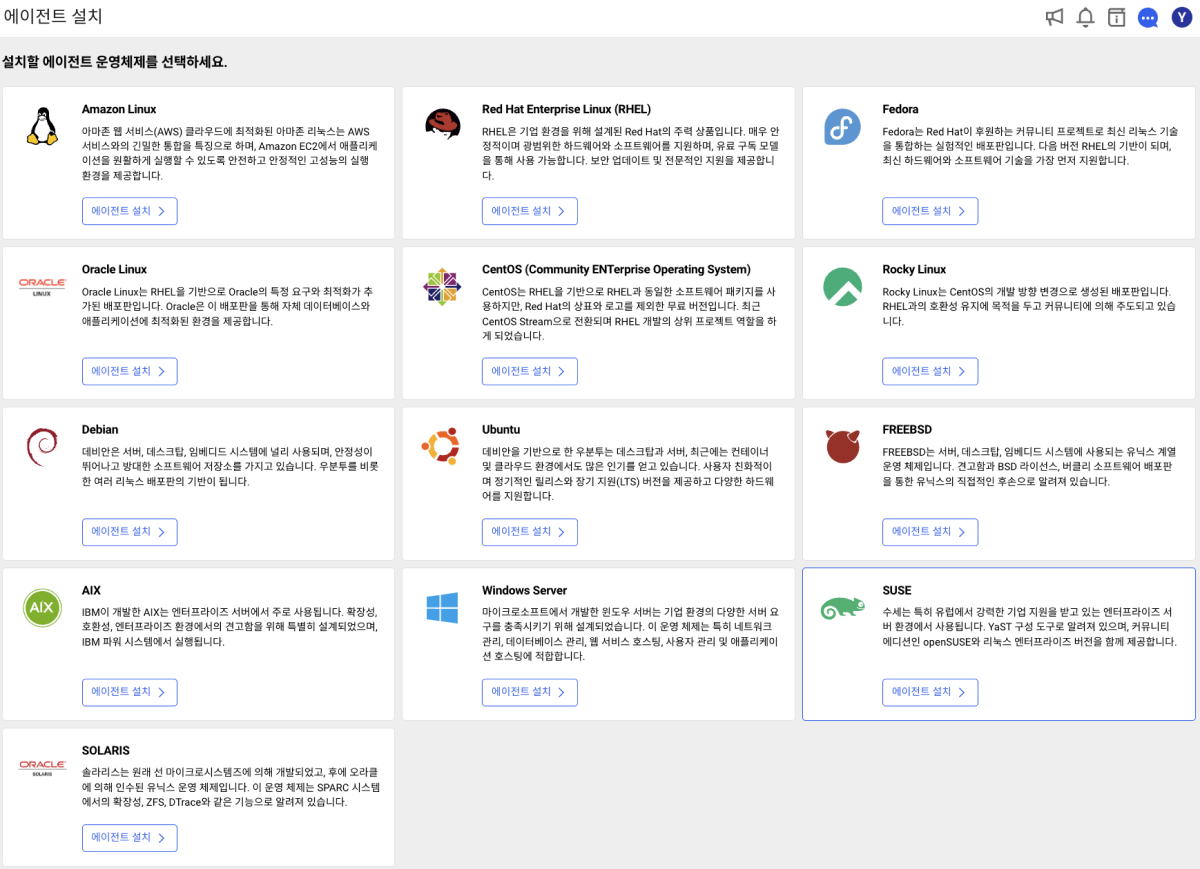 에이전트 설치
Y
설치할 에이전트 운영체제를 선택하세요.
Amazon Linux
아마존 웹 서비스(AWS) 클라우드에 최적화된 아마존 리눅스는 AWS
서비스와의 긴밀한 통합을 특징으로 하며, Amazon EC2에서 애플리케
이션을 원활하게 실행할 수 있도록 안전하고 안정적인 고성능의 실행
환경을 제공합니다.
에이전트 설치
Red Hat Enterprise Linux (RHEL)
RHEL은 기업 환경을 위해 설계된 Red Hat의 주력 상품입니다. 매우 안
정적이며 광범위한 하드웨어와 소프트웨어를 지원하며, 유료 구독 모델
을 통해 사용 가능합니다. 보안 업데이트 및 전문적인 지원을 제공합니
다.
에이전트 설치
Fedora
Fedora는 Red Hat이 후원하는 커뮤니티 프로젝트로 최신 리눅스 기술
을 통합하는 실험적인 배포판입니다. 다음 버전 RHEL의 기반이 되며,
최신 하드웨어와 소프트웨어 기술을 가장 먼저 지원합니다.
에이전트 설치
ORACLE
LINUX
Oracle Linux
Oracle Linux는 RHEL을 기반으로 Oracle의 특정 요구와 최적화가 추
가된 배포판입니다. Oracle은 이 배포판을 통해 자체 데이터베이스와
애플리케이션에 최적화된 환경을 제공합니다.
에이전트 설치
CentOS (Community ENTerprise Operating System)
CentOS는 RHEL을 기반으로 RHEL과 동일한 소프트웨어 패키지를 사
용하지만, Red Hat의 상표와 로고를 제외한 무료 버전입니다. 최근
CentOS Stream으로 전환되며 RHEL 개발의 상위 프로젝트 역할을 하
게 되었습니다.
에이전트 설치
Rocky Linux
Rocky Linux는 CentOS의 개발 방향 변경으로 생성된 배포판입니다.
RHEL과의 호환성 유지에 목적을 두고 커뮤니티에 의해 주도되고 있습
니다.
에이전트 설치
Debian
데비안은 서버, 데스크탑, 임베디드 시스템에 널리 사용되며, 안정성이
뛰어나고 방대한 소프트웨어 저장소를 가지고 있습니다. 우분투를 비롯
한 여러 리눅스 배포판의 기반이 됩니다.
에이전트 설치
Ubuntu
데비안을 기반으로 한 우분투는 데스크탑과 서버, 최근에는 컨테이너
및 클라우드 환경에서도 많은 인기를 얻고 있습니다. 사용자 친화적이
며 정기적인 릴리스와 장기 지원(LTS) 버전을 제공하고 다양한 하드웨
어를 지원합니다.
에이전트 설치
FREEBSD
FREEBSD는 서버, 데스크탑, 임베디드 시스템에 사용되는 유닉스 계열
운영 체제입니다. 견고함과 BSD 라이선스, 버클리 소프트웨어 배포판
을 통한 유닉스의 직접적인 후손으로 알려져 있습니다.
에이전트 설치
AIX
AIX
IBM이 개발한 AIX는 엔터프라이즈 서버에서 주로 사용됩니다. 확장성,
호환성, 엔터프라이즈 환경에서의 견고함을 위해 특별히 설계되었으며,
IBM 파워 시스템에서 실행됩니다.
에이전트 설치
Windows Server
마이크로소프트에서 개발한 윈도우 서버는 기업 환경의 다양한 서버 요
구를 충족시키기 위해 설계되었습니다. 이 운영 체제는 특히 네트워크
관리, 데이터베이스 관리, 웹 서비스 호스팅, 사용자 관리 및 애플리케이
션 호스팅에 적합합니다.
에이전트 설치
SUSE
수세는 특히 유럽에서 강력한 기업 지원을 받고 있는 엔터프라이즈 서
버 환경에서 사용됩니다. YaST 구성 도구로 알려져 있으며, 커뮤니티
에디션인 openSUSE와 리눅스 엔터프라이즈 버전을 함께 제공합니다.
에이전트 설치
ORACLE
SOLARIS
SOLARIS
솔라리스는 원래 선 마이크로시스템즈에 의해 개발되었고, 후에 오라클
에 의해 인수된 유닉스 운영 체제입니다. 이 운영 체제는 SPARC 시스템
에서의 확장성, ZFS, DTrace와 같은 기능으로 알려져 있습니다.
에이전트 설치